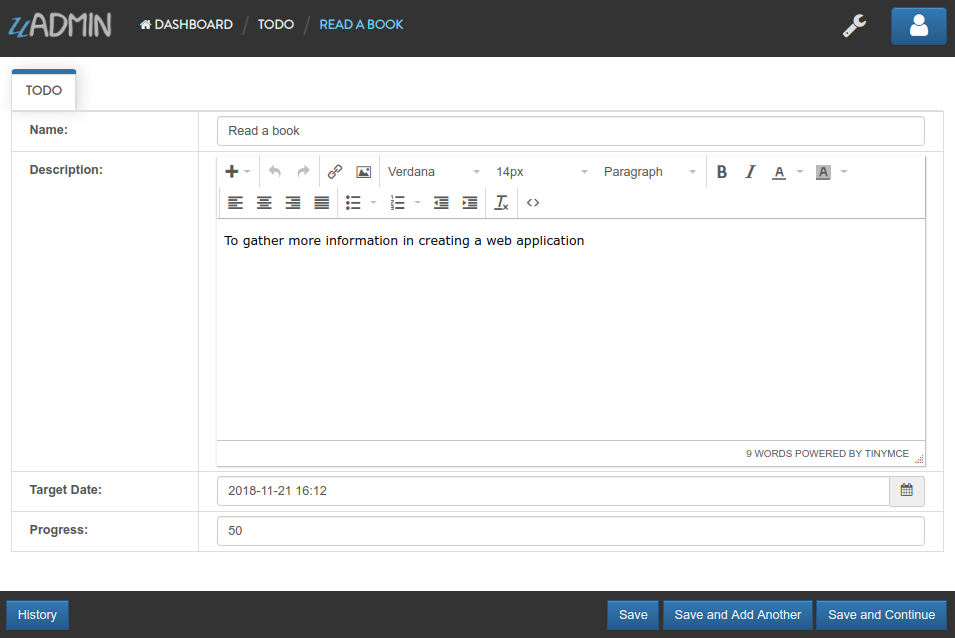 uADMIN DASHBOARD / TODO / READ A BOOK
TODO
Name: Read a book
Description:
Verdana 14px Paragraph B I A A
To gather more information in creating a web application
9 WORDS POWERED BY TINYMCE
Target Date: 2018-11-21 16:12
Progress: 50
History Save Save and Add Another Save and Continue